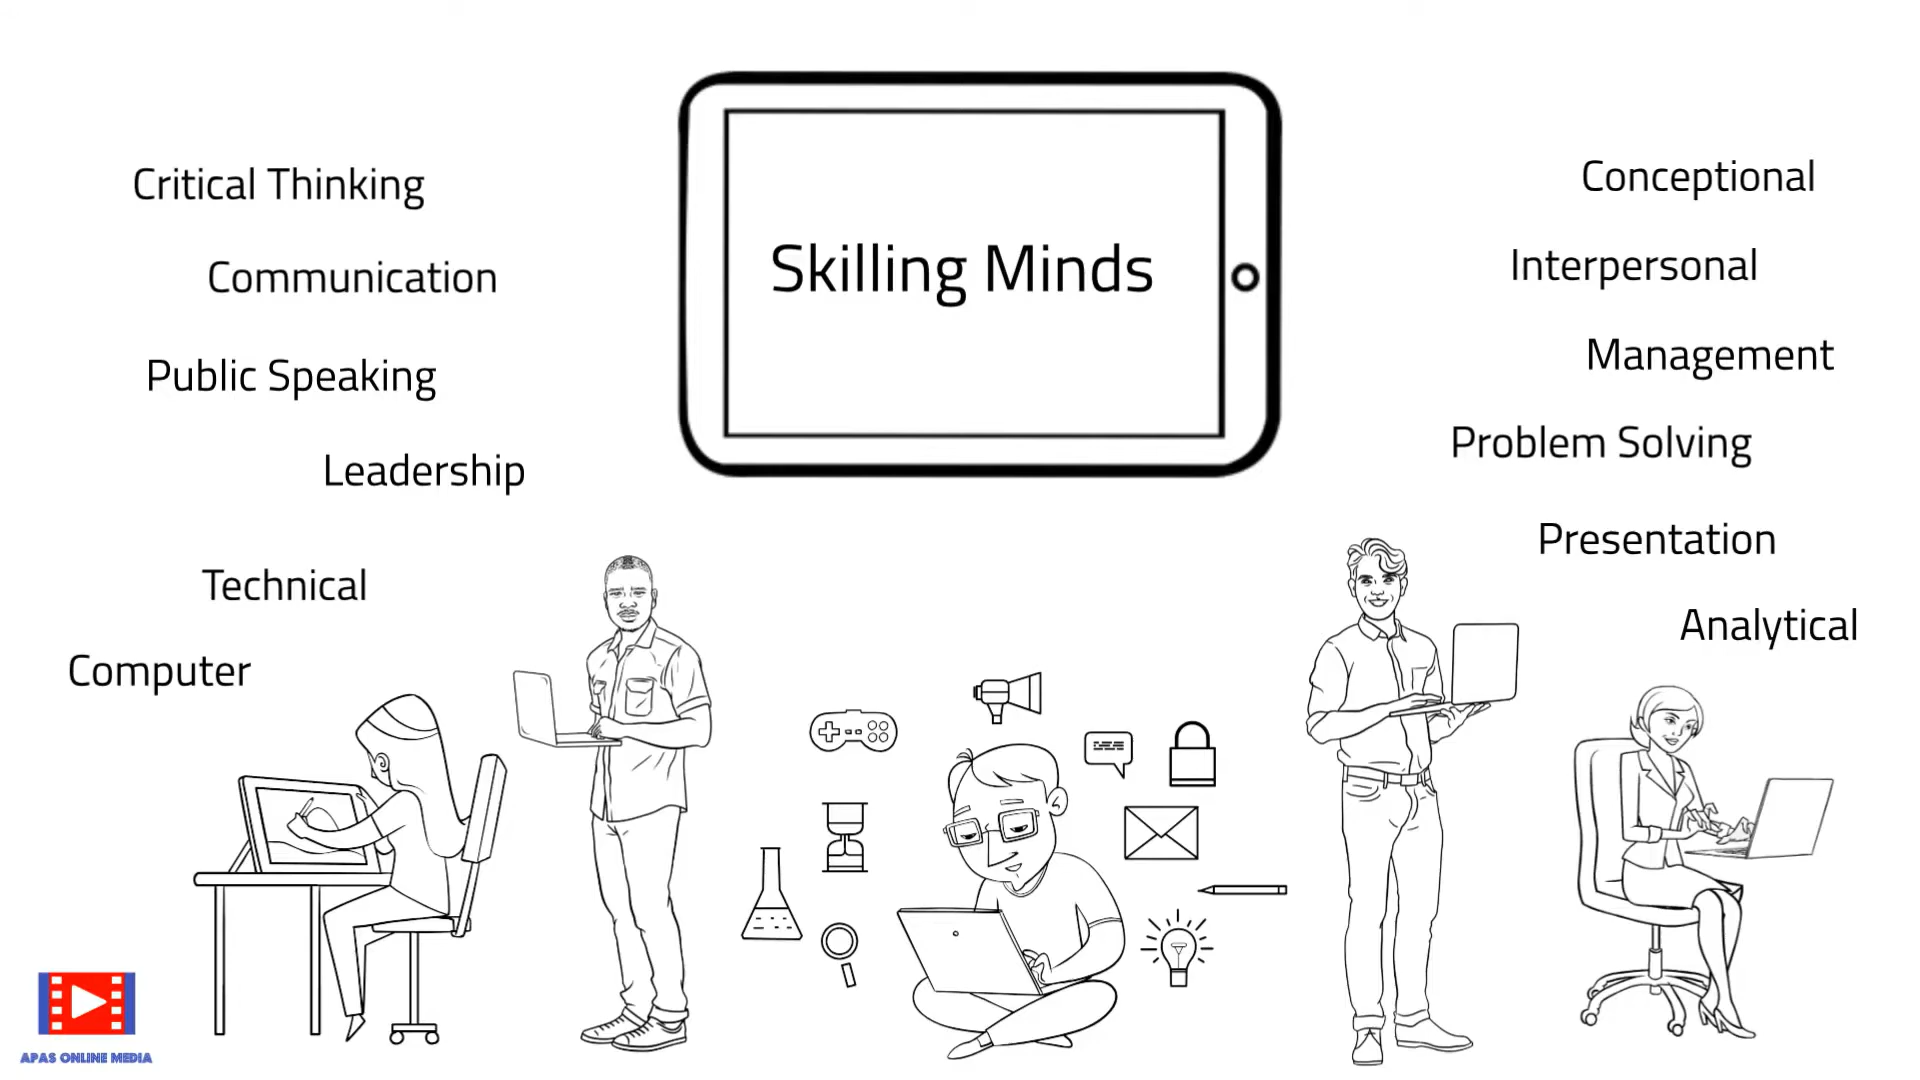 Critical Thinking
Communication
Public Speaking
Leadership
Technical
Computer
Skilling Minds
Conceptional
Interpersonal
Management
Problem Solving
Presentation
Analytical
APAS ONLINE MEDIA